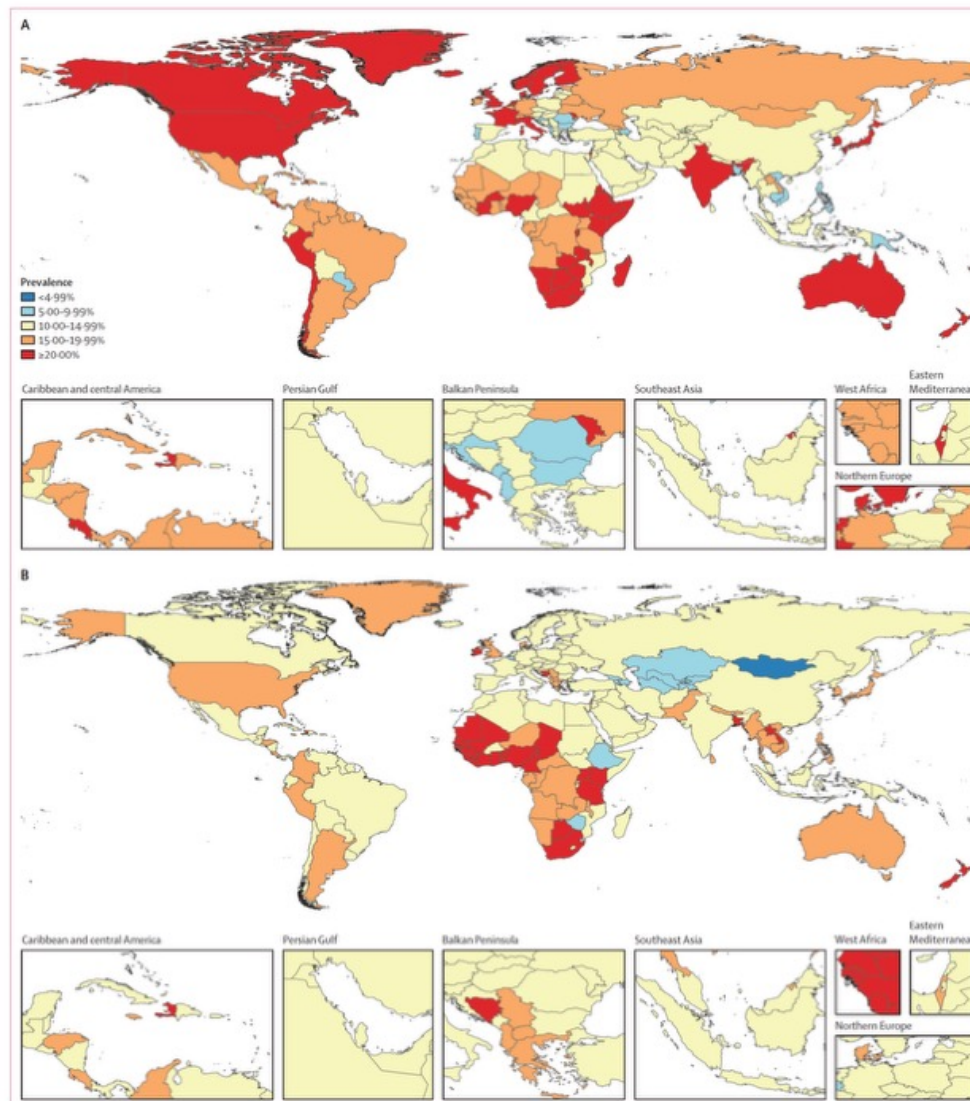 A
Prevalence
<4·99%
5·00–9·99%
10·00–14·99%
15·00–19·99%
≥20·00%
Caribbean and central America
Persian Gulf
Balkan Peninsula
Southeast Asia
West Africa
Eastern
Mediterranean
Northern Europe
B
Caribbean and central America
Persian Gulf
Balkan Peninsula
Southeast Asia
West Africa
Eastern
Mediterranean
Northern Europe